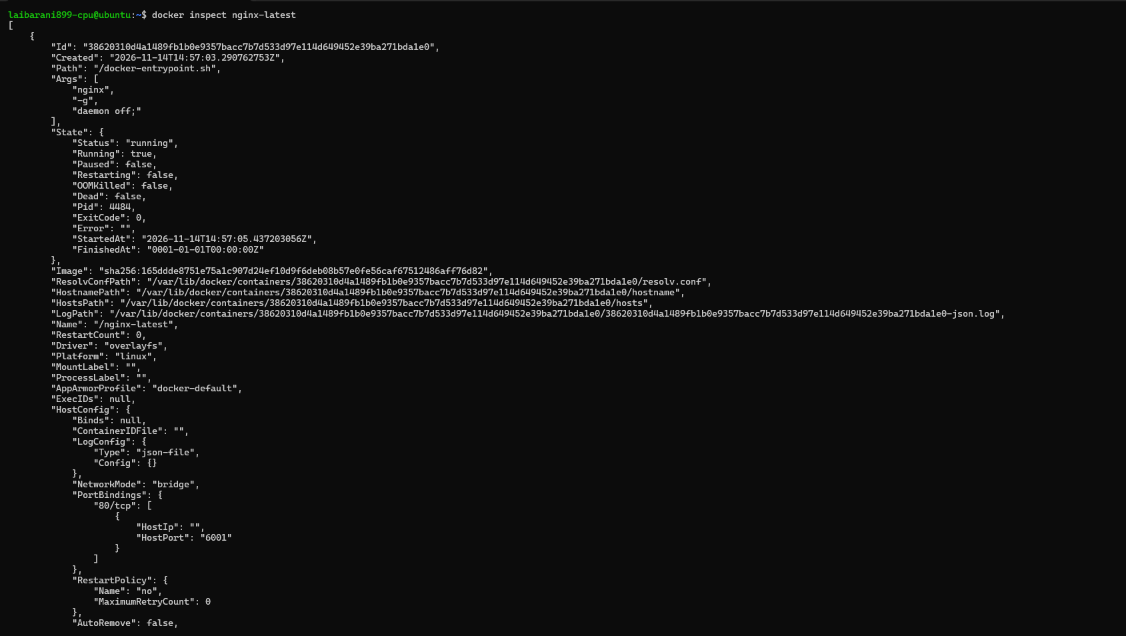 laibarani899-cpu@ubuntu:~$ docker inspect nginx-latest
[
    {
        "Id": "38620310d4a1489fb1b0e9357bacc7b7d533d97e114d649452e39ba271bda1e0",
        "Created": "2026-11-14T14:57:03.290762753Z",
        "Path": "/docker-entrypoint.sh",
        "Args": [
            "nginx",
            "-g",
            "daemon off;"
        ],
        "State": {
            "Status": "running",
            "Running": true,
            "Paused": false,
            "Restarting": false,
            "OOMKilled": false,
            "Dead": false,
            "Pid": 4484,
            "ExitCode": 0,
            "Error": "",
            "StartedAt": "2026-11-14T14:57:05.437203056Z",
            "FinishedAt": "0001-01-01T00:00:00Z"
        },
        "Image": "sha256:165ddde8751e75a1c907d24ef10d9f6deb08b57e0fe56caf67512486aff76d82",
        "ResolvConfPath": "/var/lib/docker/containers/38620310d4a1489fb1b0e9357bacc7b7d533d97e114d649452e39ba271bda1e0/resolv.conf",
        "HostnamePath": "/var/lib/docker/containers/38620310d4a1489fb1b0e9357bacc7b7d533d97e114d649452e39ba271bda1e0/hostname",
        "HostsPath": "/var/lib/docker/containers/38620310d4a1489fb1b0e9357bacc7b7d533d97e114d649452e39ba271bda1e0/hosts",
        "LogPath": "/var/lib/docker/containers/38620310d4a1489fb1b0e9357bacc7b7d533d97e114d649452e39ba271bda1e0/38620310d4a1489fb1b0e9357bacc7b7d533d97e114d649452e39ba271bda1e0-json.log",
        "Name": "/nginx-latest",
        "RestartCount": 0,
        "Driver": "overlayfs",
        "Platform": "linux",
        "MountLabel": "",
        "ProcessLabel": "",
        "AppArmorProfile": "docker-default",
        "ExecIDs": null,
        "HostConfig": {
            "Binds": null,
            "ContainerIDFile": "",
            "LogConfig": {
                "Type": "json-file",
                "Config": {}
            },
            "NetworkMode": "bridge",
            "PortBindings": {
                "80/tcp": [
                    {
                        "HostIp": "",
                        "HostPort": "6001"
                    }
                ]
            },
            "RestartPolicy": {
                "Name": "no",
                "MaximumRetryCount": 0
            },
            "AutoRemove": false,